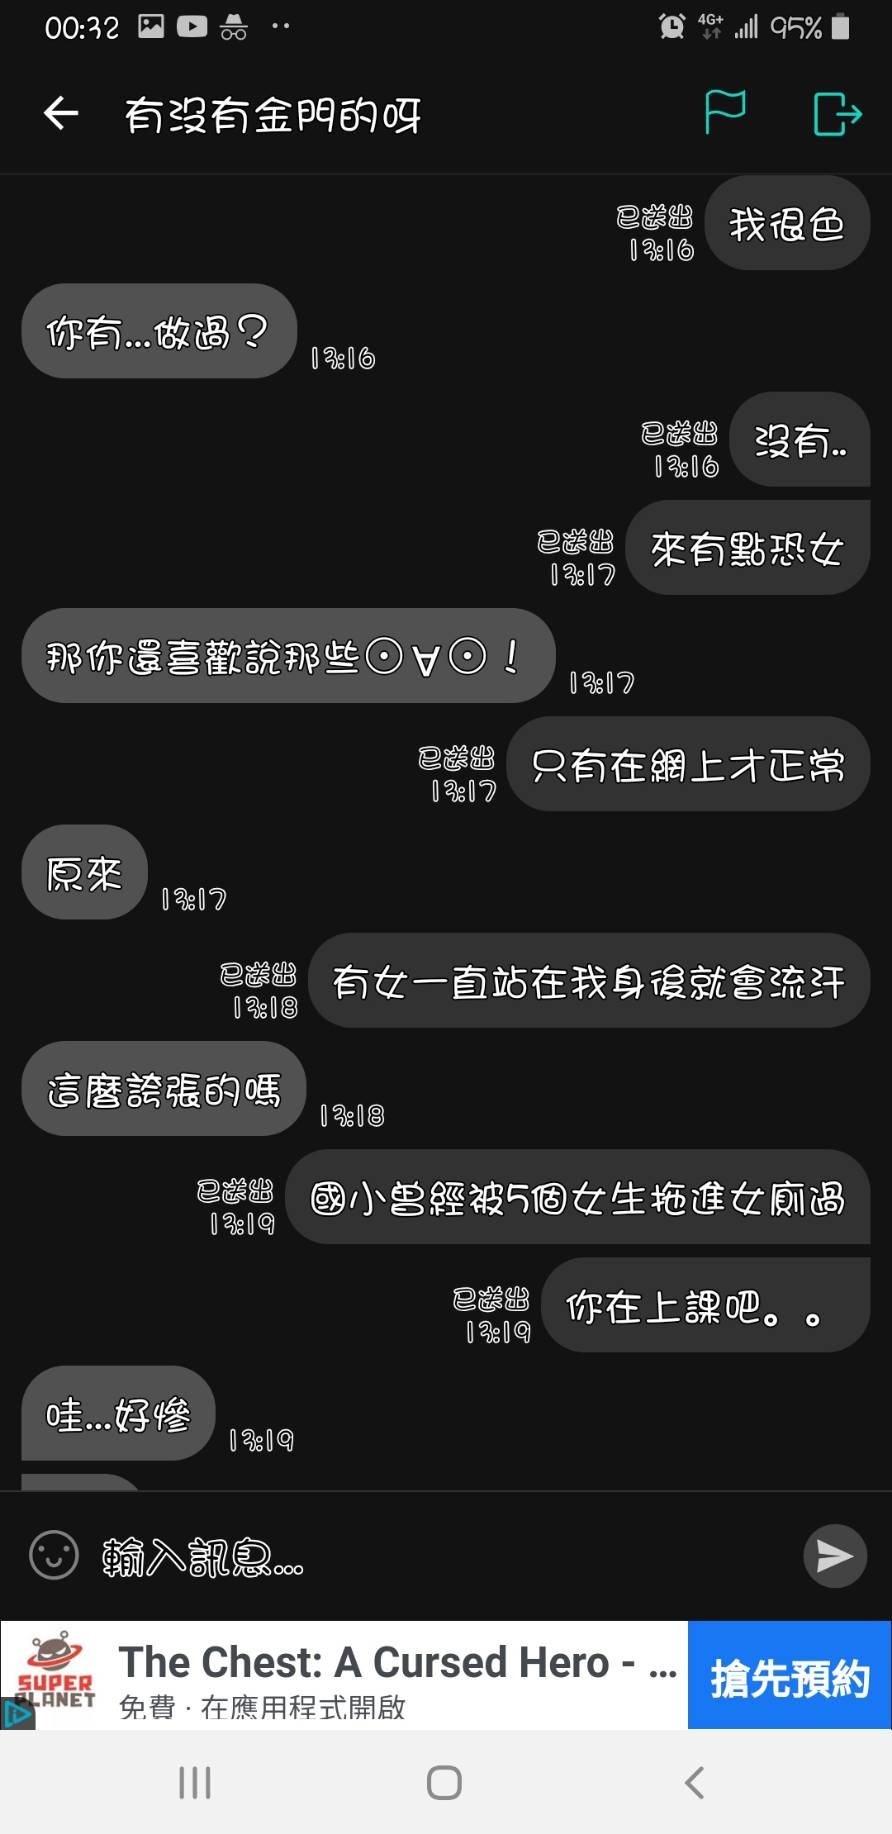 00:32
4G+
95%
有沒有金門的呀
我很色
已送出
13:16
你有...做過？
13:16
沒有..
已送出
13:16
來有點恐女
已送出
13:17
那你還喜歡說那些⊙∀⊙！
13:17
只有在網上才正常
已送出
13:17
原來
13:17
有女一直站在我身後就會流汗
已送出
13:18
這麼誇張的嗎
13:18
國小曾經被5個女生拖進女廁過
已送出
13:19
你在上課吧。。
已送出
13:19
哇...好慘
13:19
輸入訊息...
SUPER
PLANET
The Chest: A Cursed Hero - ...
免費 · 在應用程式開啟
搶先預約